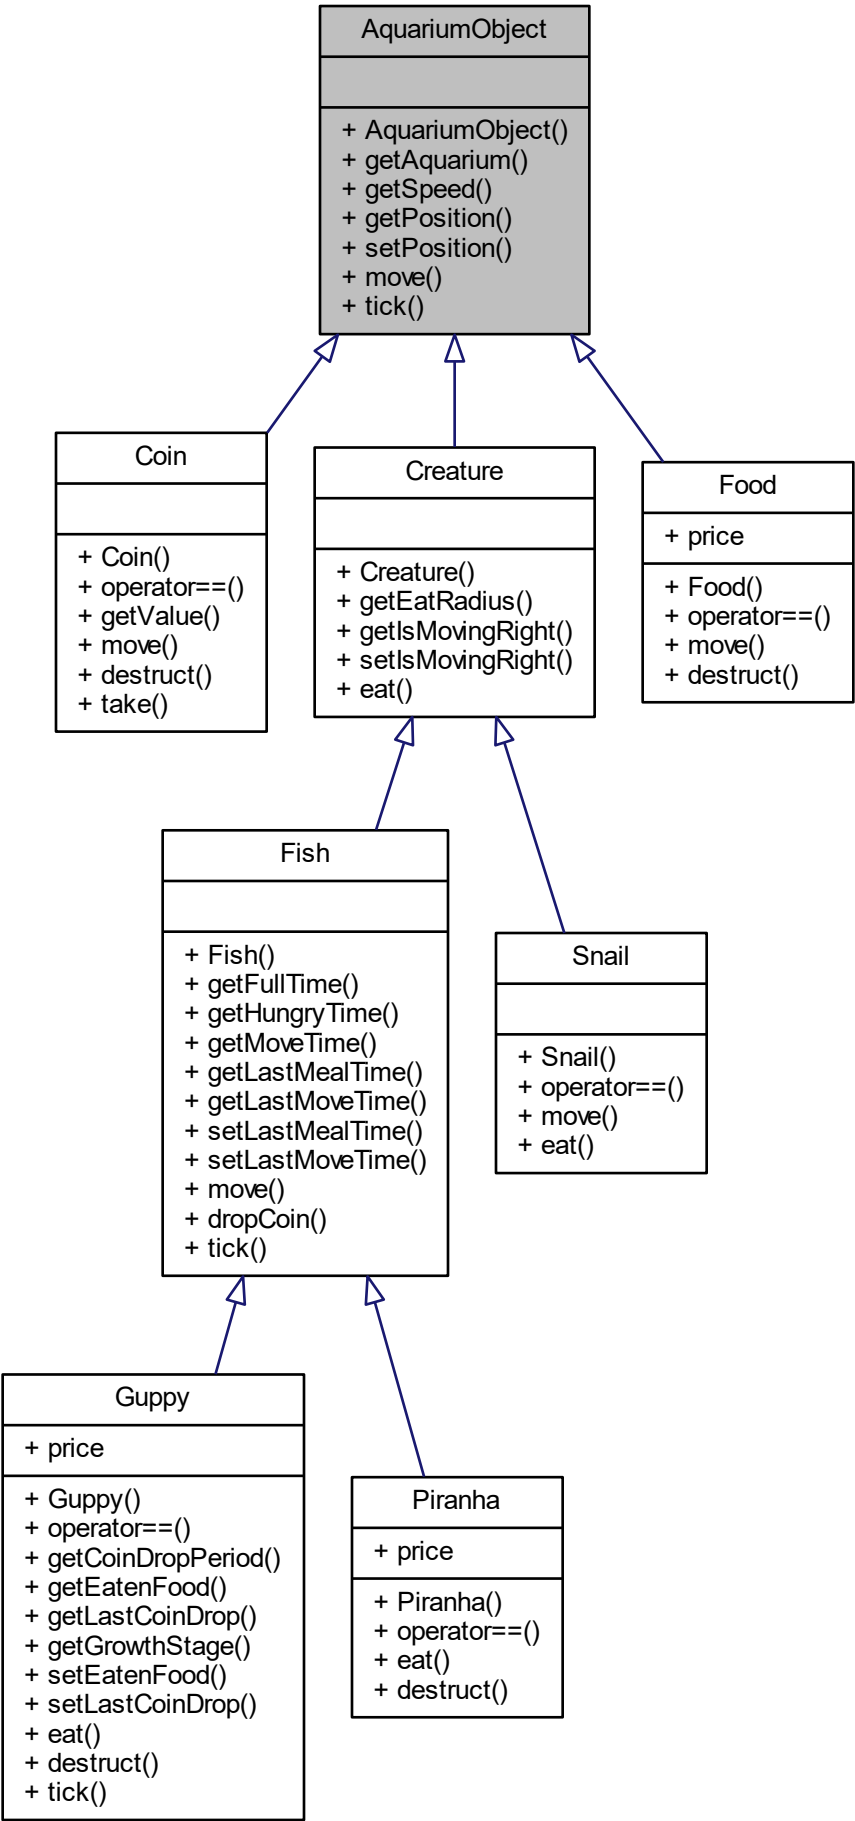 AquariumObject
+ AquariumObject()
+ getAquarium()
+ getSpeed()
+ getPosition()
+ setPosition()
+ move()
+ tick()
Coin
+ Coin()
+ operator==()
+ getValue()
+ move()
+ destruct()
+ take()
Creature
+ Creature()
+ getEatRadius()
+ getIsMovingRight()
+ setIsMovingRight()
+ eat()
Food
+ price
+ Food()
+ operator==()
+ move()
+ destruct()
Fish
+ Fish()
+ getFullTime()
+ getHungryTime()
+ getMoveTime()
+ getLastMealTime()
+ getLastMoveTime()
+ setLastMealTime()
+ setLastMoveTime()
+ move()
+ dropCoin()
+ tick()
Snail
+ Snail()
+ operator==()
+ move()
+ eat()
Guppy
+ price
+ Guppy()
+ operator==()
+ getCoinDropPeriod()
+ getEatenFood()
+ getLastCoinDrop()
+ getGrowthStage()
+ setEatenFood()
+ setLastCoinDrop()
+ eat()
+ destruct()
+ tick()
Piranha
+ price
+ Piranha()
+ operator==()
+ eat()
+ destruct()